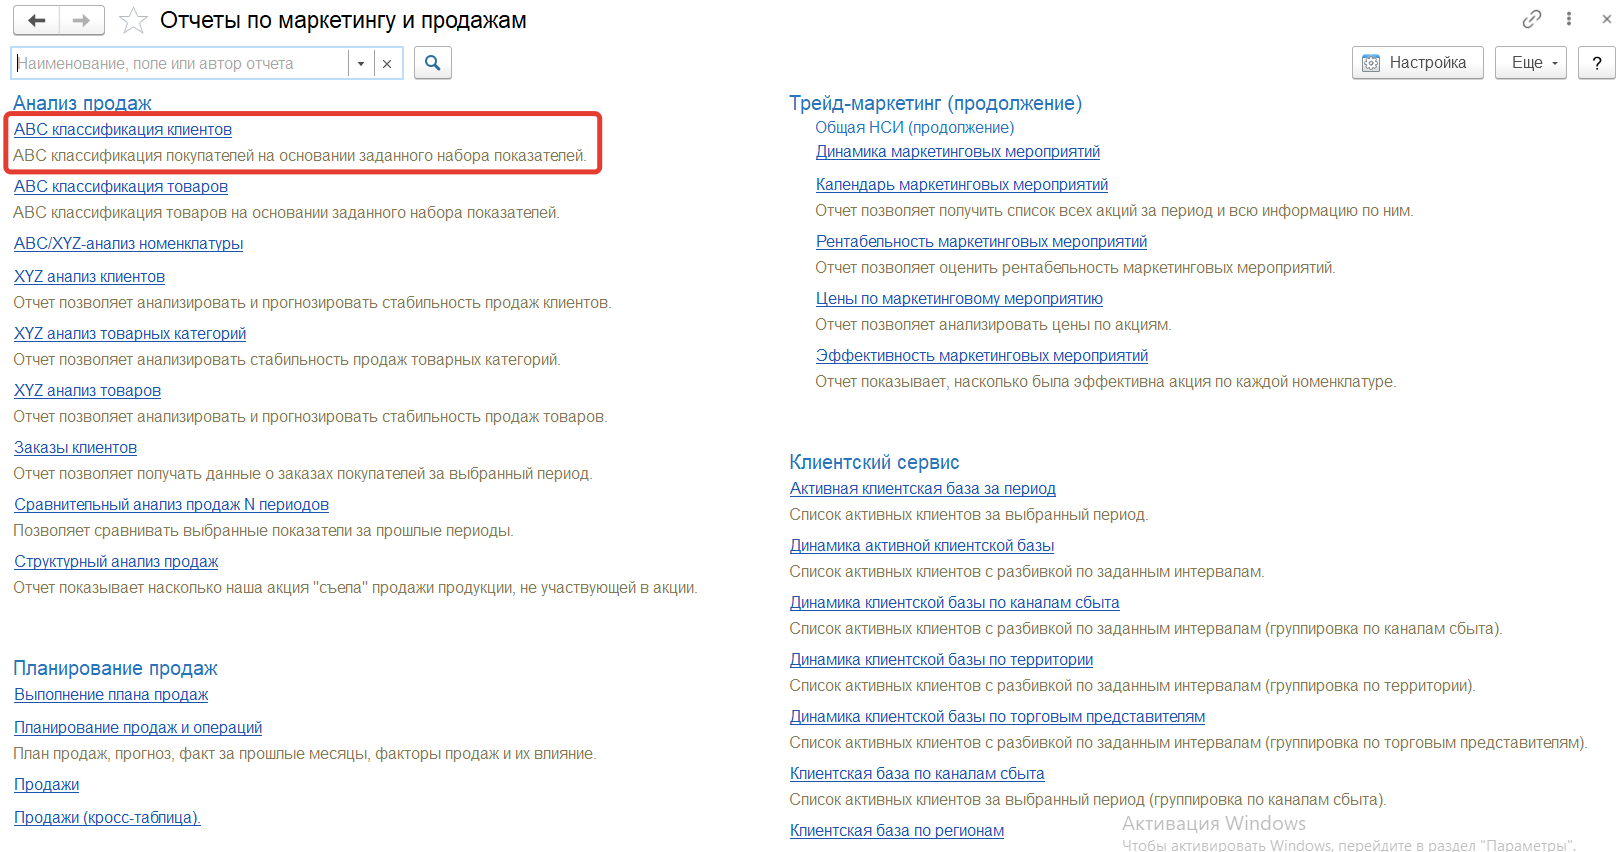 Отчеты по маркетингу и продажам
Наименование, поле или автор отчета
Настройка
Еще
?
Анализ продаж
ABC классификация клиентов
ABC классификация покупателей на основании заданного набора показателей.
ABC классификация товаров
ABC классификация товаров на основании заданного набора показателей.
ABC/XYZ-анализ номенклатуры
XYZ анализ клиентов
Отчет позволяет анализировать и прогнозировать стабильность продаж клиентов.
XYZ анализ товарных категорий
Отчет позволяет анализировать стабильность продаж товарных категорий.
XYZ анализ товаров
Отчет позволяет анализировать и прогнозировать стабильность продаж товаров.
Заказы клиентов
Отчет позволяет получать данные о заказах покупателей за выбранный период.
Сравнительный анализ продаж N периодов
Позволяет сравнивать выбранные показатели за прошлые периоды.
Структурный анализ продаж
Отчет показывает насколько наша акция "съела" продажи продукции, не участвующей в акции.
Планирование продаж
Выполнение плана продаж
Планирование продаж и операций
План продаж, прогноз, факт за прошлые месяцы, факторы продаж и их влияние.
Продажи
Продажи (кросс-таблица).
Трейд-маркетинг (продолжение)
Общая НСИ (продолжение)
Динамика маркетинговых мероприятий
Календарь маркетинговых мероприятий
Отчет позволяет получить список всех акций за период и всю информацию по ним.
Рентабельность маркетинговых мероприятий
Отчет позволяет оценить рентабельность маркетинговых мероприятий.
Цены по маркетинговому мероприятию
Отчет позволяет анализировать цены по акциям.
Эффективность маркетинговых мероприятий
Отчет показывает, насколько была эффективна акция по каждой номенклатуре.
Клиентский сервис
Активная клиентская база за период
Список активных клиентов за выбранный период.
Динамика активной клиентской базы
Список активных клиентов с разбивкой по заданным интервалам.
Динамика клиентской базы по каналам сбыта
Список активных клиентов с разбивкой по заданным интервалам (группировка по каналам сбыта).
Динамика клиентской базы по территории
Список активных клиентов с разбивкой по заданным интервалам (группировка по территории).
Динамика клиентской базы по торговым представителям
Список активных клиентов с разбивкой по заданным интервалам (группировка по торговым представителям).
Клиентская база по каналам сбыта
Список активных клиентов за выбранный период (группировка по каналам сбыта).
Клиентская база по регионам
Активация Windows
Чтобы активировать Windows, перейдите в раздел "Параметры".